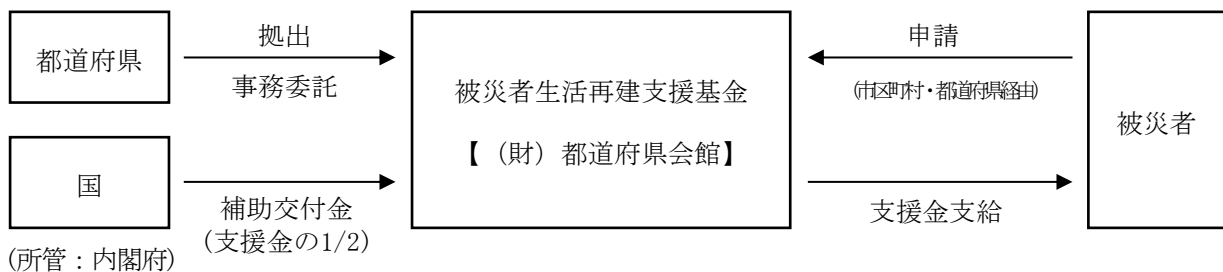 都道府県
拠出
事務委託
国
(所管：内閣府)
補助交付金
(支援金の1/2)
被災者生活再建支援基金
【（財）都道府県会館】
申請
(市区町村・都道府県経由)
支援金支給
被災者